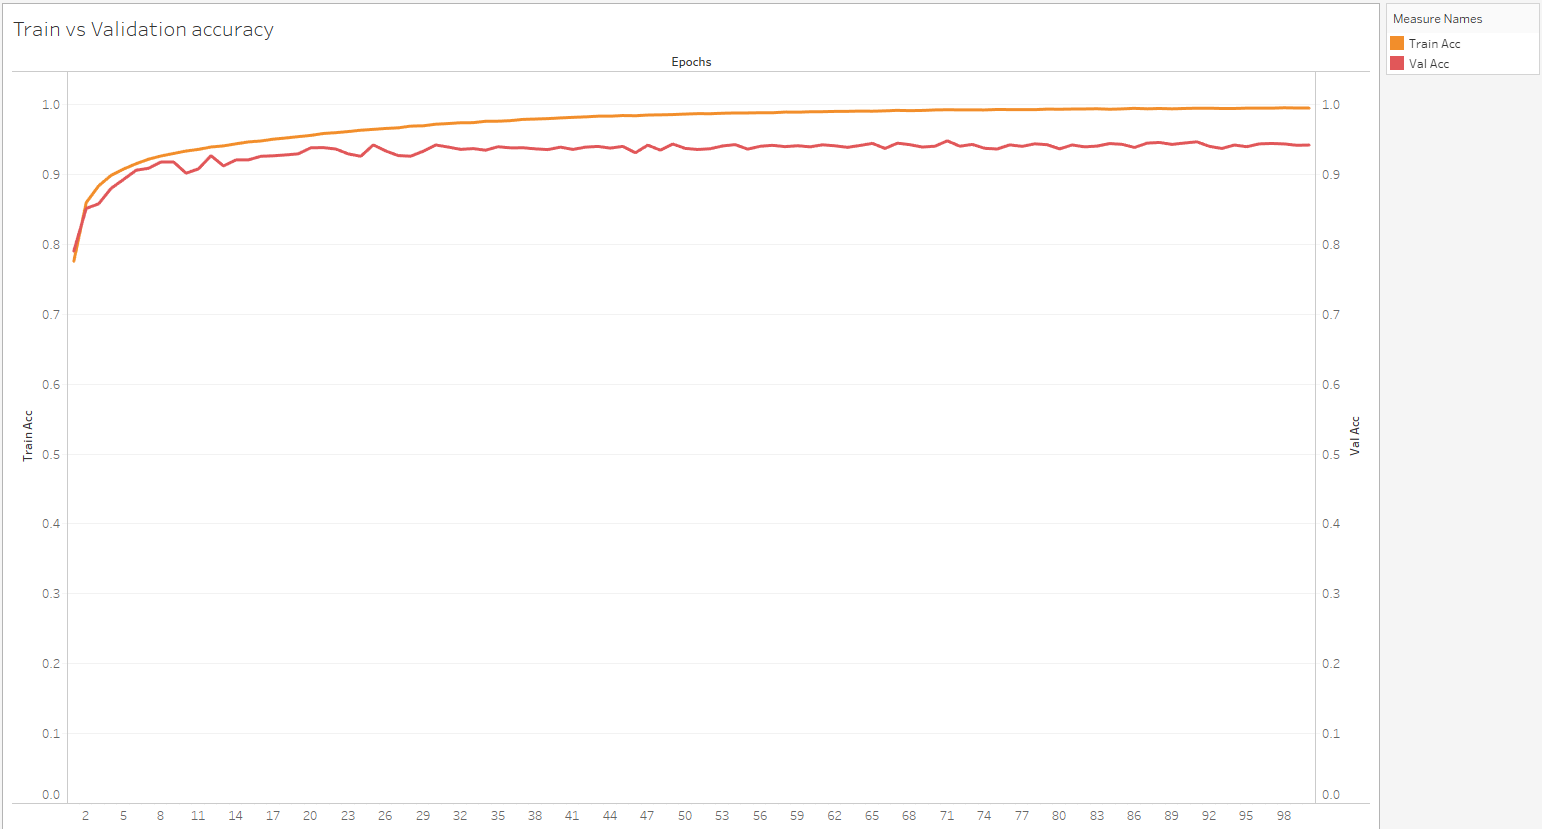 Train vs Validation accuracy
Measure Names
Train Acc
Val Acc
Epochs
1.0
0.9
0.8
0.7
0.6
0.5
0.4
0.3
0.2
0.1
0.0
Train Acc
1.0
0.9
0.8
0.7
0.6
0.5
0.4
0.3
0.2
0.1
0.0
Val Acc
2 5 8 11 14 17 20 23 26 29 32 35 38 41 44 47 50 53 56 59 62 65 68 71 74 77 80 83 86 89 92 95 98